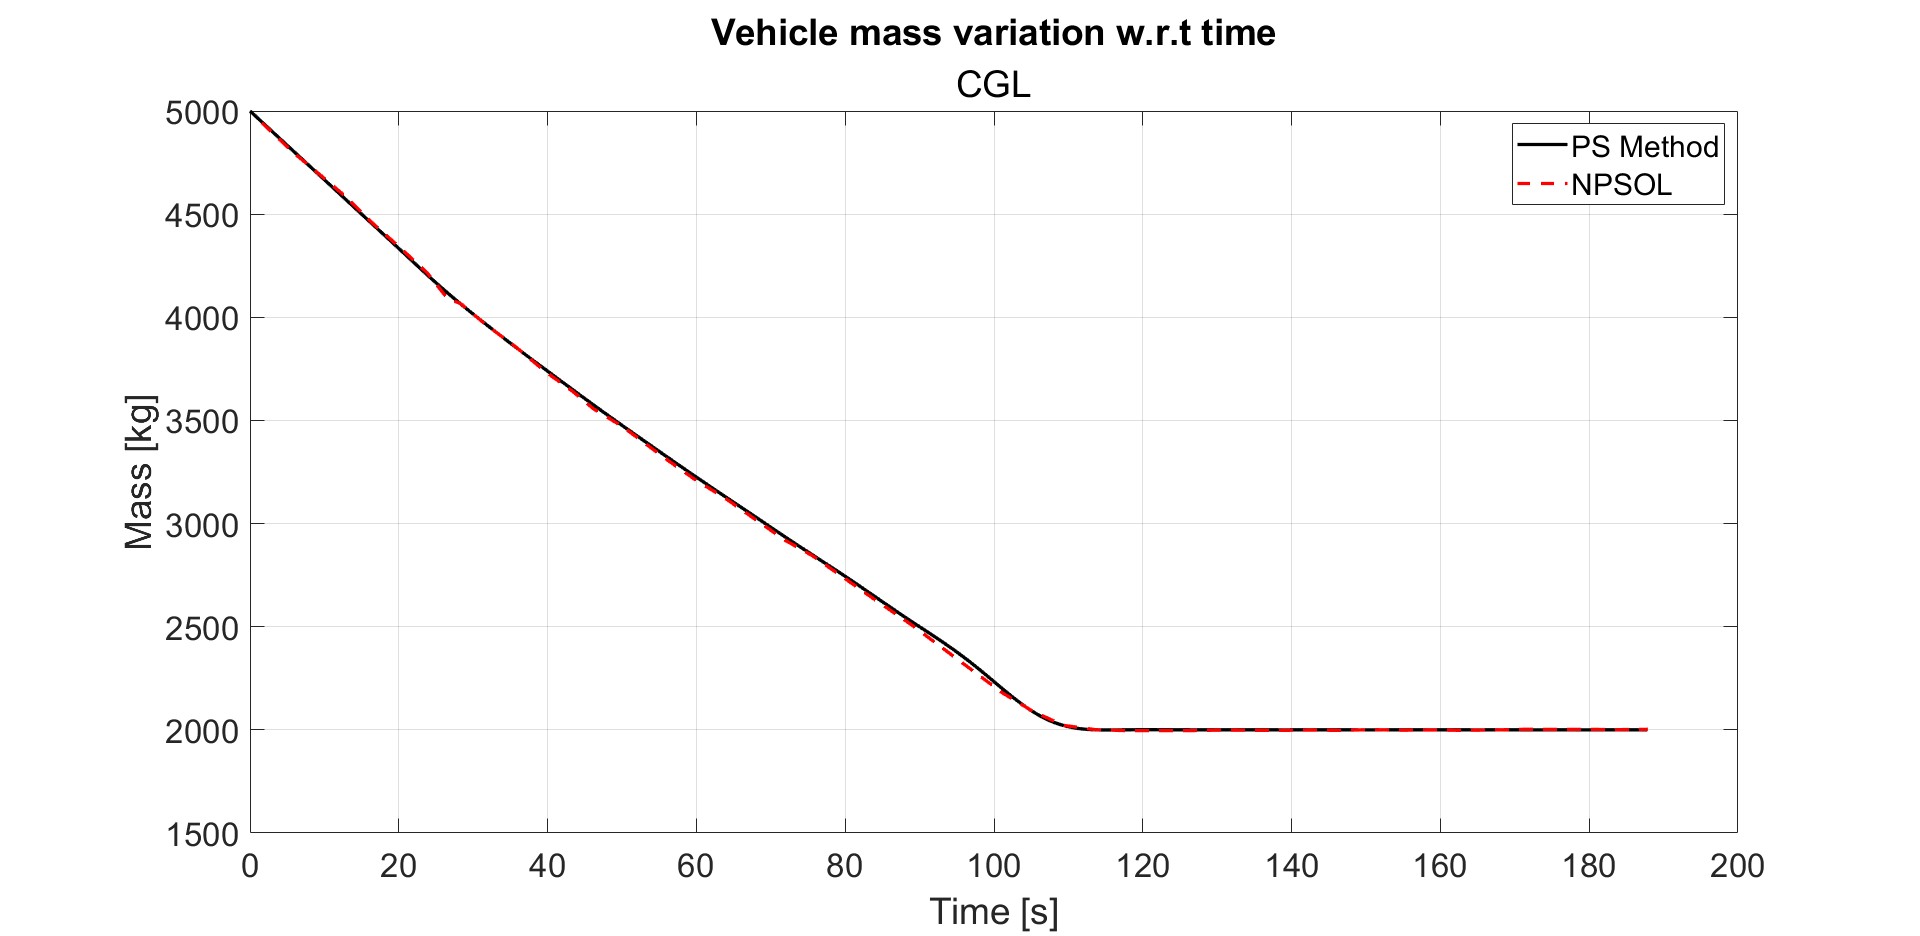 Vehicle mass variation w.r.t time
CGL
5000
4500
4000
3500
3000
2500
2000
1500
Mass [kg]
PS Method
NPSOL
0 20 40 60 80 100 120 140 160 180 200
Time [s]